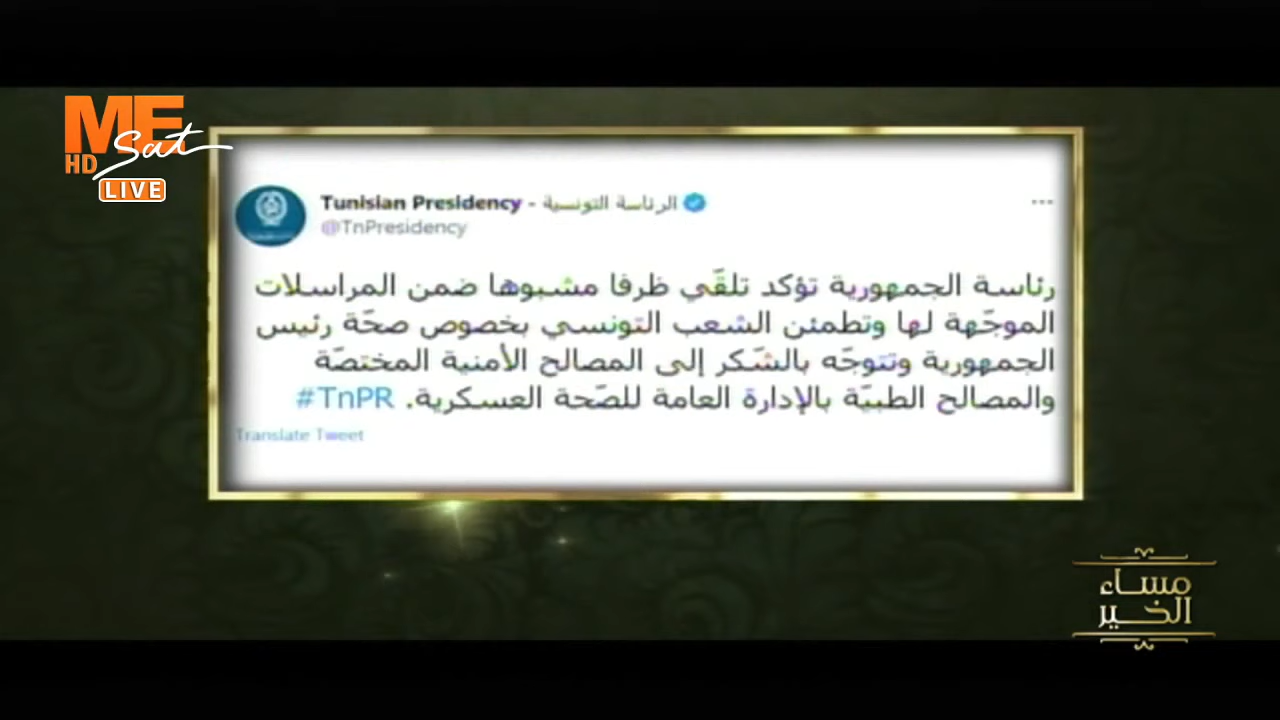 ME
Sat
HD
LIVE
Tunisian Presidency - الرئاسة التونسية
@TnPresidency
رئاسة الجمهورية تؤكد تلقّي ظرفا مشبوها ضمن المراسلات
الموجّهة لها وتطمئن الشعب التونسي بخصوص صحّة رئيس
الجمهورية وتتوجّه بالشّكر إلى المصالح الأمنية المختصّة
والمصالح الطبيّة بالإدارة العامة للصّحة العسكرية. #TnPR
Translate Tweet
مساء
الخير